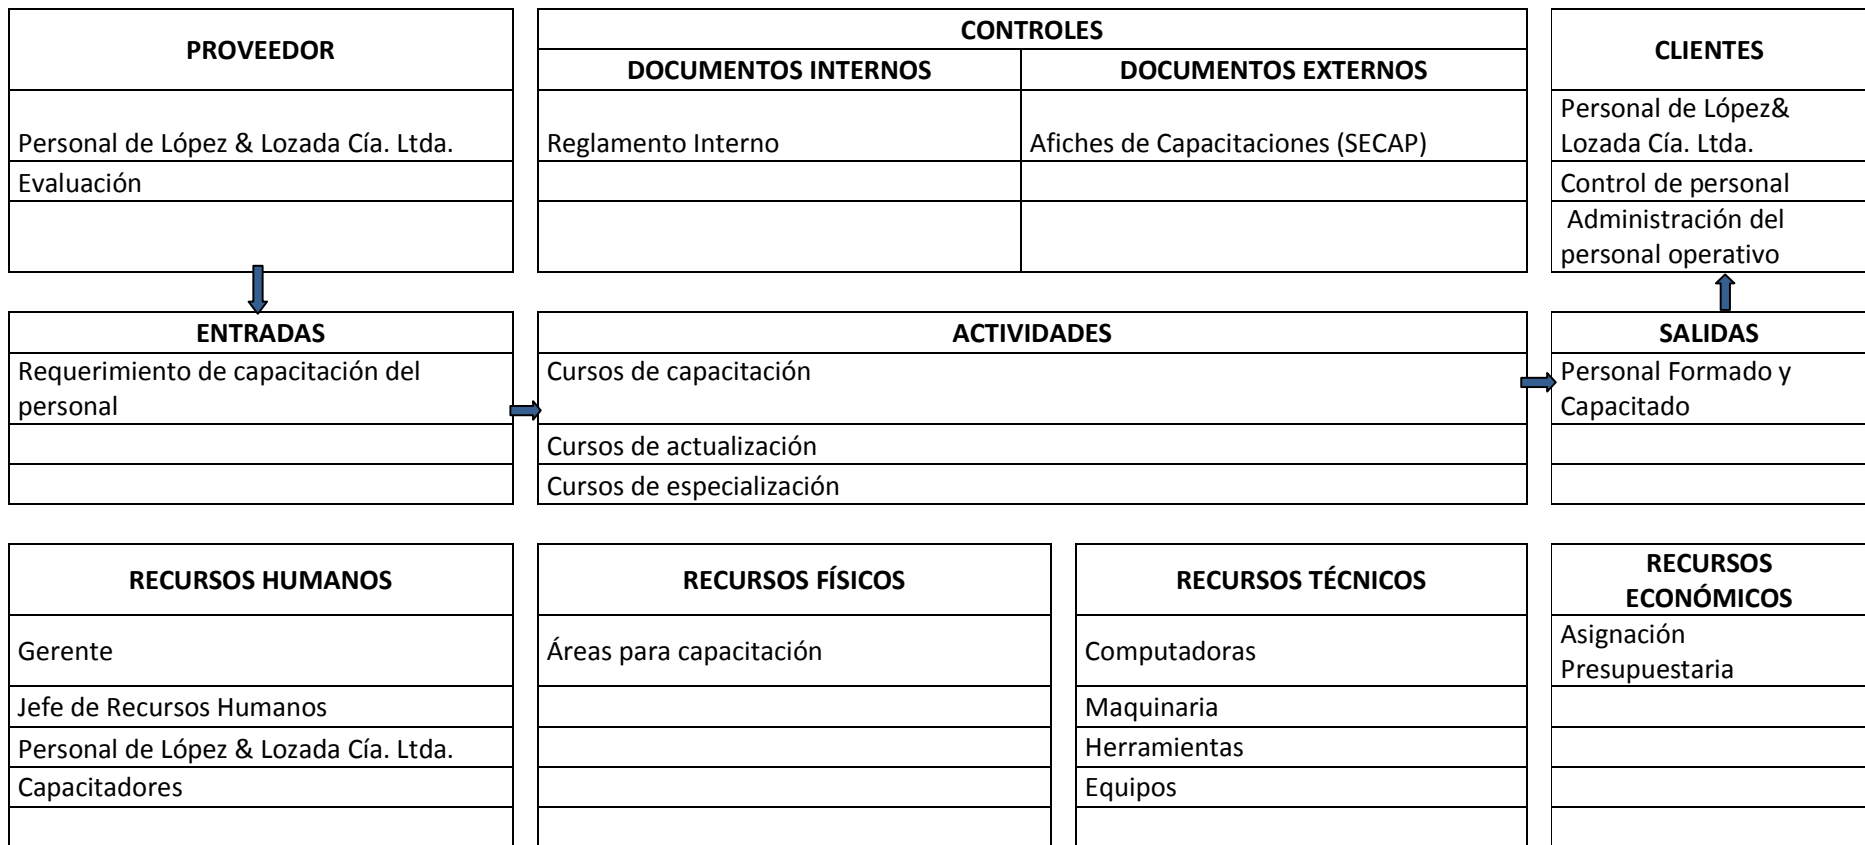 PROVEEDOR
Personal de López & Lozada Cía. Ltda.
Evaluación
CONTROLES
DOCUMENTOS INTERNOS
DOCUMENTOS EXTERNOS
Reglamento Interno
Afiches de Capacitaciones (SECAP)
CLIENTES
Personal de López&
Lozada Cía. Ltda.
Control de personal
Administración del
personal operativo
ENTRADAS
Requerimiento de capacitación del
personal
ACTIVIDADES
Cursos de capacitación
Cursos de actualización
Cursos de especialización
SALIDAS
Personal Formado y
Capacitado
RECURSOS HUMANOS
Gerente
Jefe de Recursos Humanos
Personal de López & Lozada Cía. Ltda.
Capacitadores
RECURSOS FÍSICOS
Áreas para capacitación
RECURSOS TÉCNICOS
Computadoras
Maquinaria
Herramientas
Equipos
RECURSOS
ECONÓMICOS
Asignación
Presupuestaria